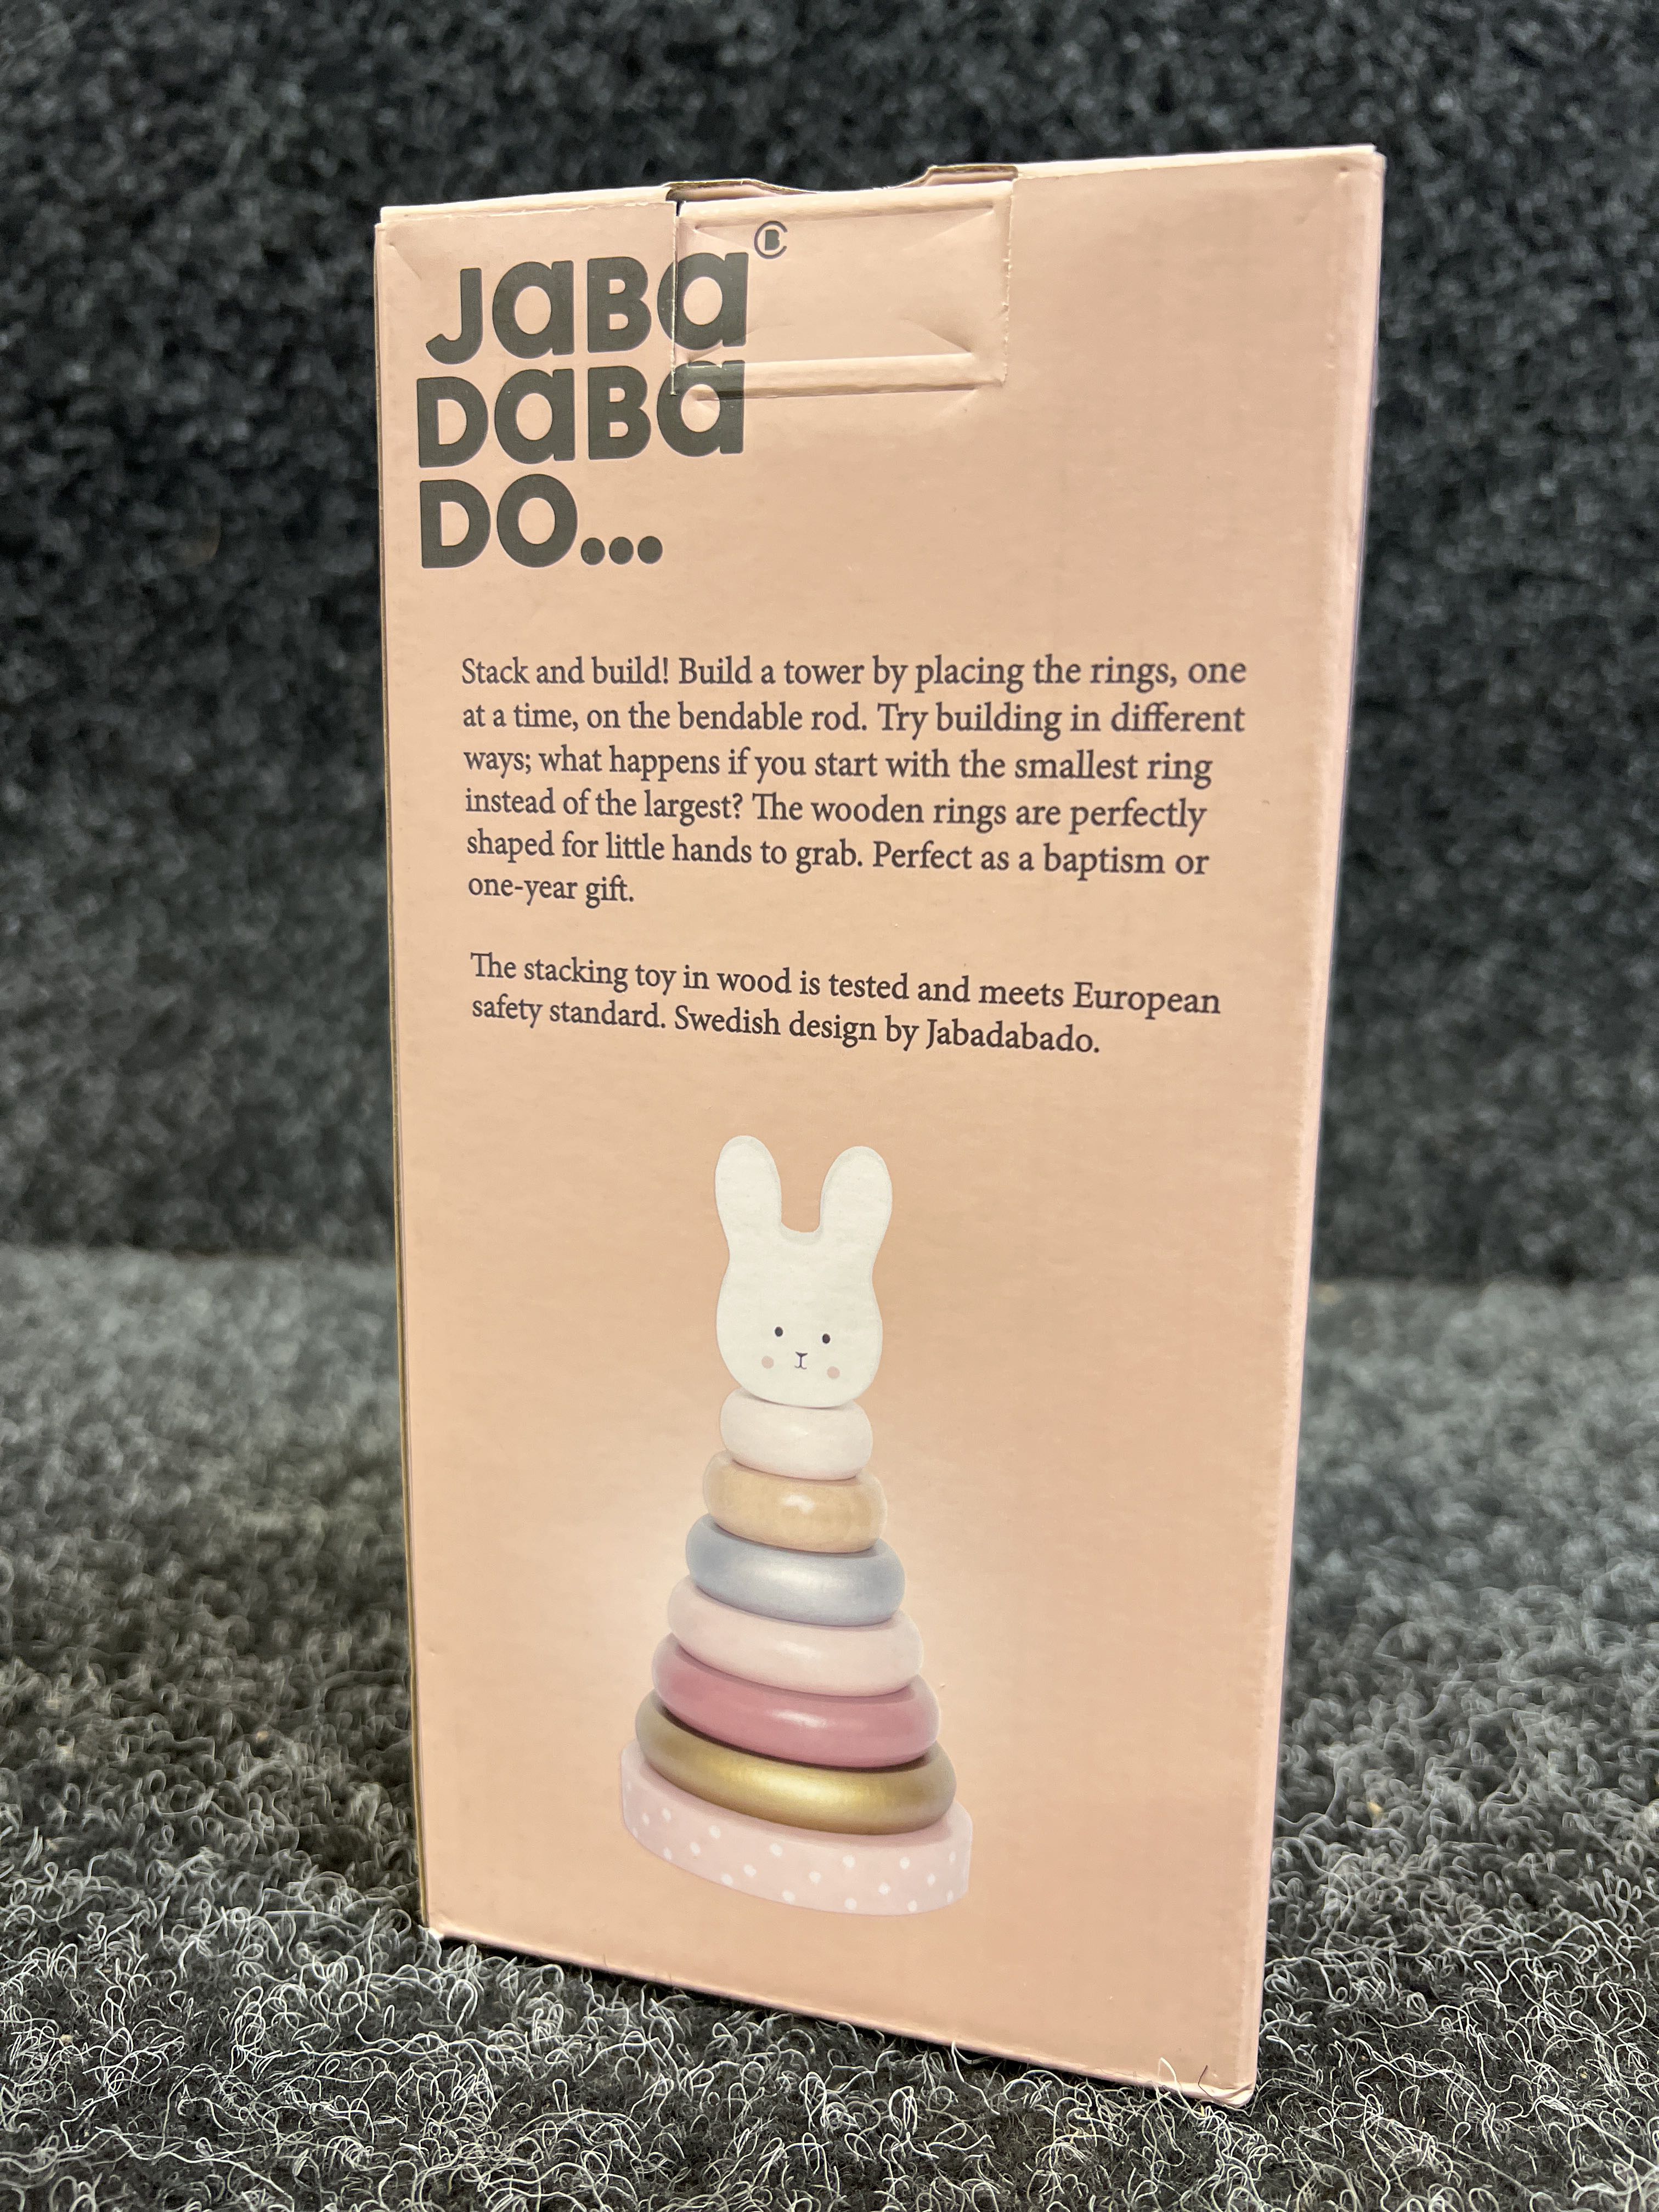 JABA
DABA
DO...
Stack and build! Build a tower by placing the rings, one
at a time, on the bendable rod. Try building in different
ways; what happens if you start with the smallest ring
instead of the largest? The wooden rings are perfectly
shaped for little hands to grab. Perfect as a baptism or
one-year gift.
The stacking toy in wood is tested and meets European
safety standard. Swedish design by Jabadabado.